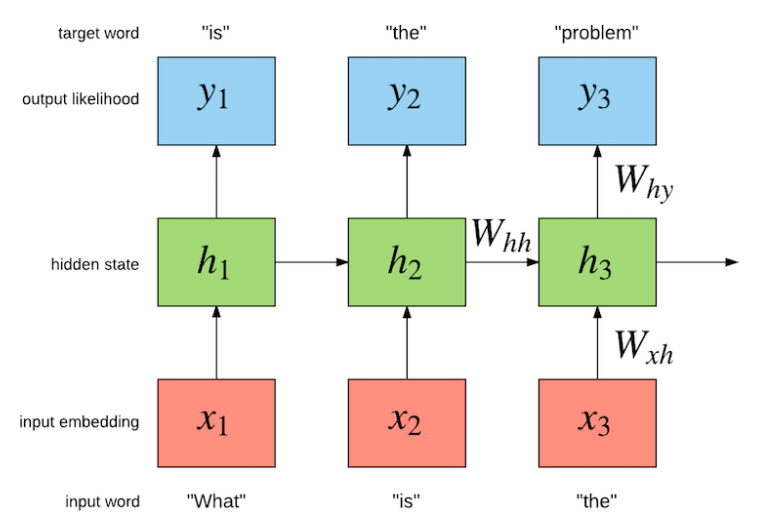 target word "is" "the" "problem"
output likelihood y₁ y₂ y₃
W_hy
hidden state h₁ h₂ W_hh h₃
W_xh
input embedding x₁ x₂ x₃
input word "What" "is" "the"